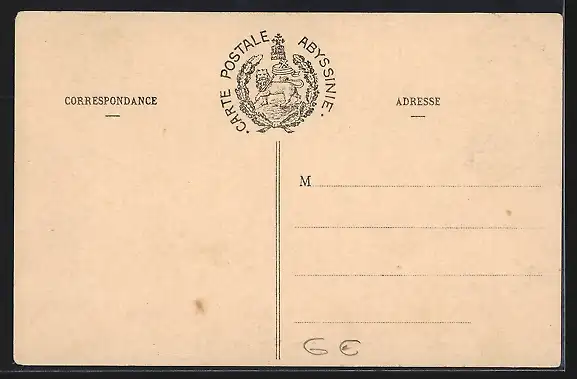 · CARTE POSTALE ABYSSINIE ·
CORRESPONDANCE
ADRESSE
M
6 €